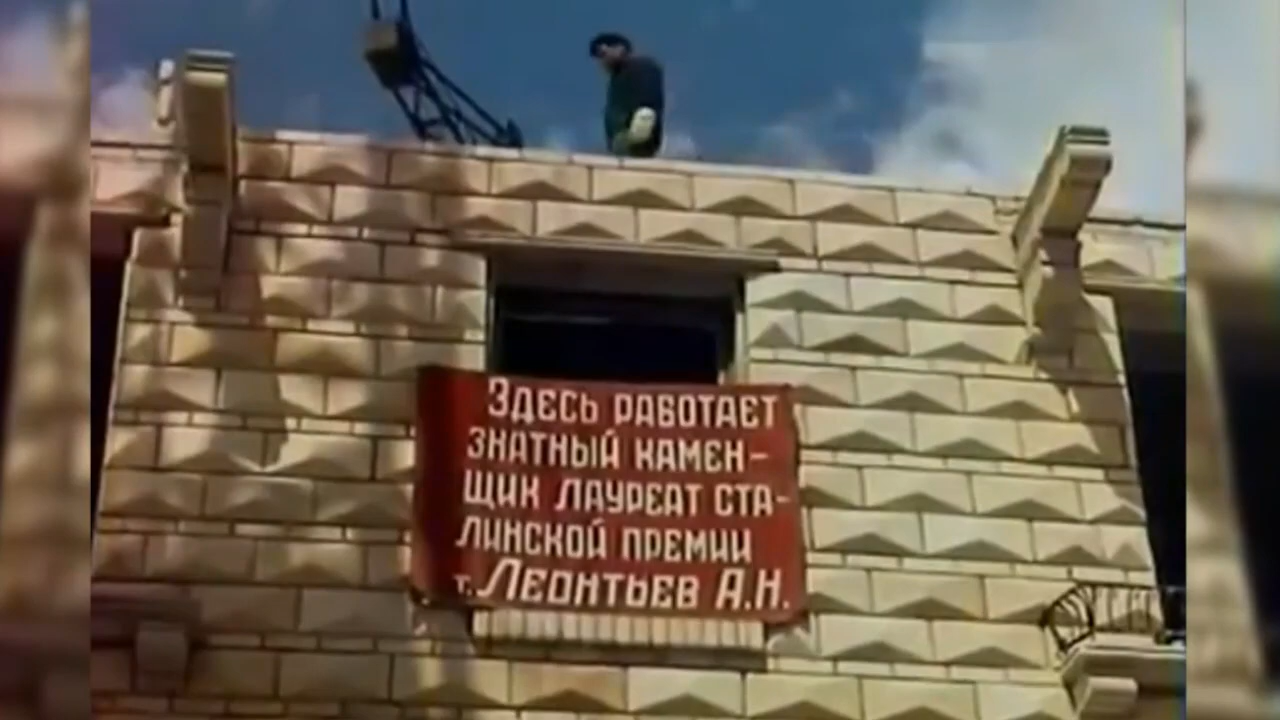 Здесь работает
знатный камен-
щик лауреат ста-
линской премии
т. Леонтьев А.Н.